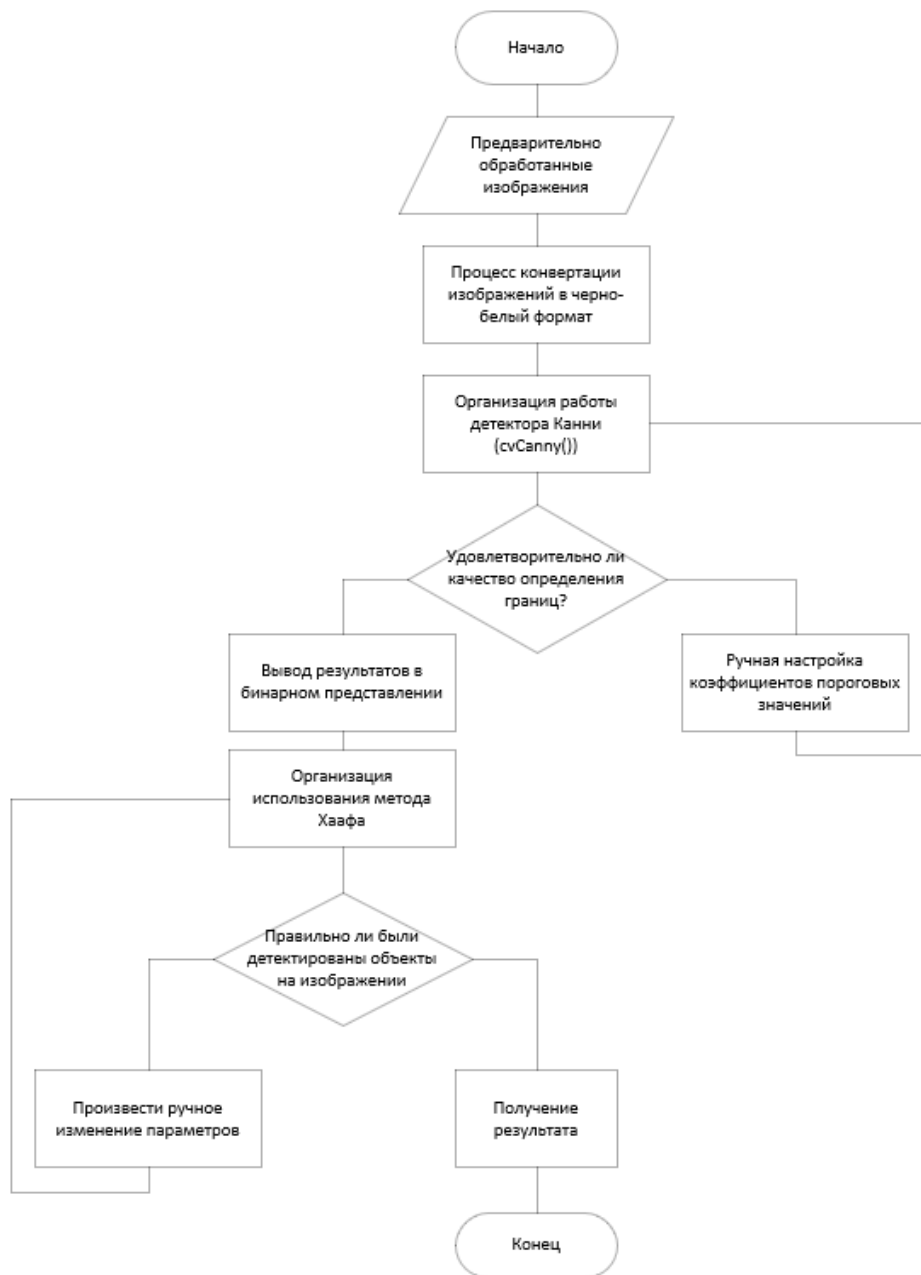 Начало
Предварительно
обработанные
изображения
Процесс конвертации
изображений в черно-
белый формат
Организация работы
детектора Канни
(cvCanny())
Удовлетворительно ли
качество определения
границ?
Вывод результатов в
бинарном представлении
Ручная настройка
коэффициентов пороговых
значений
Организация
использования метода
Хаафа
Правильно ли были
детектированы объекты
на изображении
Произвести ручное
изменение параметров
Получение
результата
Конец